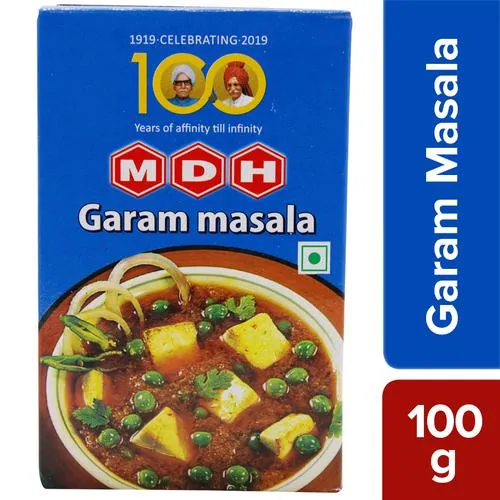 1919·CELEBRATING·2019
100
Years of affinity till infinity
MDH
Garam masala
Garam Masala
100
g